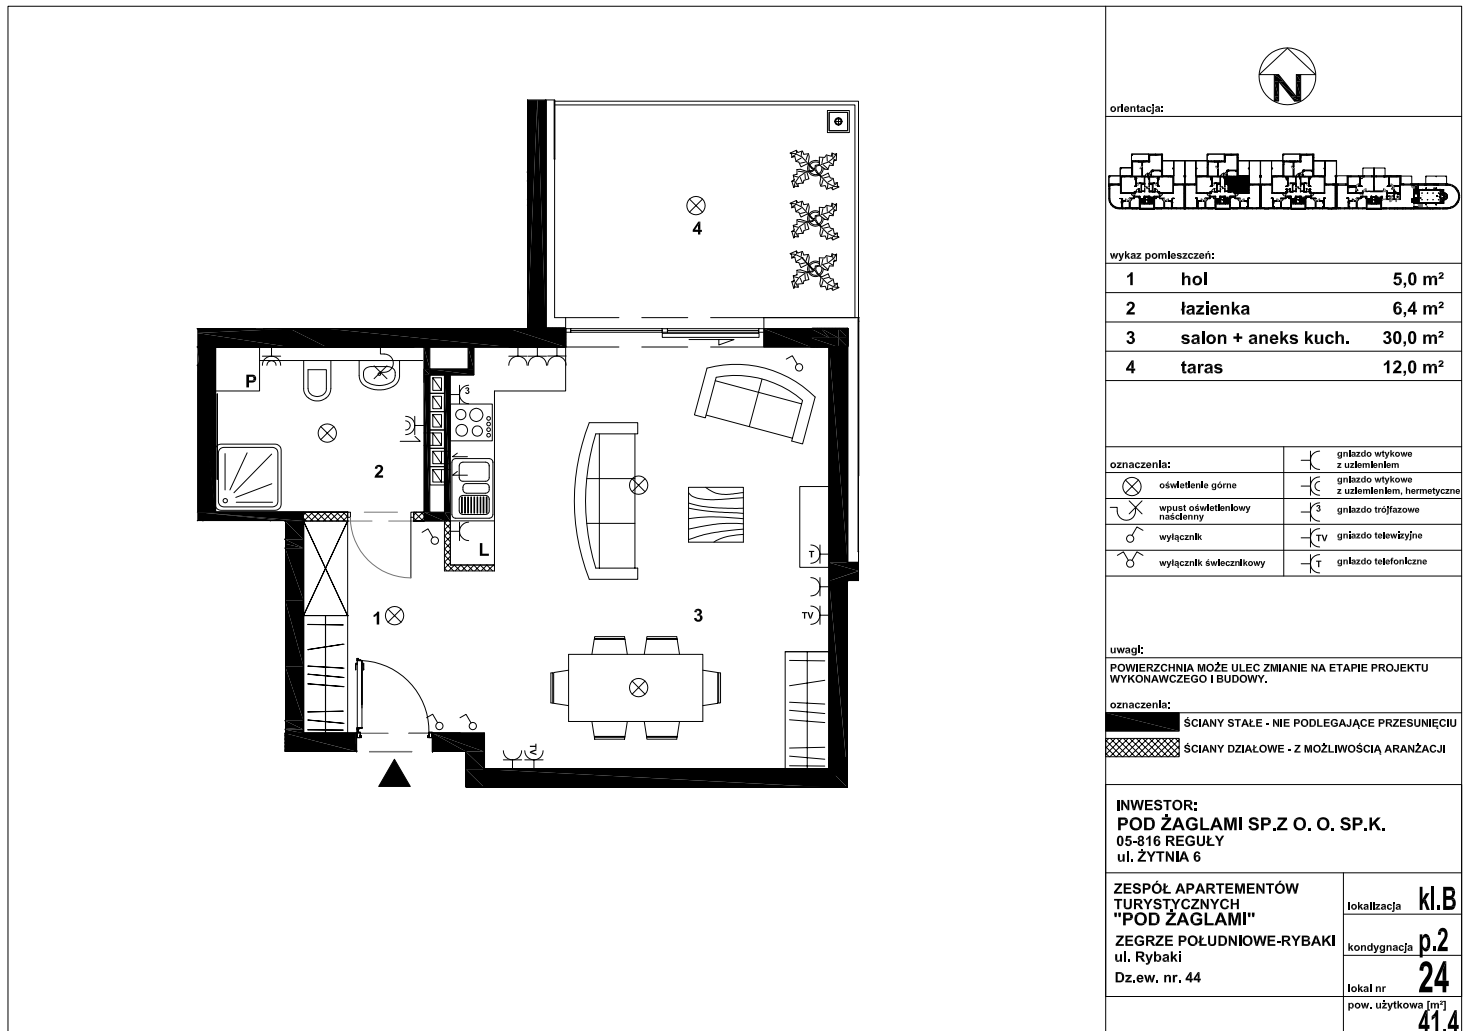 P
2
3
L
4
1
3
T
TV
TV
N
orientacja:
wykaz pomieszczeń:
1 hol 5,0 m²
2 łazienka 6,4 m²
3 salon + aneks kuch. 30,0 m²
4 taras 12,0 m²
oznaczenia:
oświetlenie górne
wpust oświetleniowy
naścienny
wyłącznik
wyłącznik świecznikowy
gniazdo wtykowe
z uziemieniem
gniazdo wtykowe
z uziemieniem, hermetyczne
3 gniazdo trójfazowe
TV gniazdo telewizyjne
T gniazdo telefoniczne
uwagi:
POWIERZCHNIA MOŻE ULEC ZMIANIE NA ETAPIE PROJEKTU
WYKONAWCZEGO I BUDOWY.
oznaczenia:
ŚCIANY STAŁE - NIE PODLEGAJĄCE PRZESUNIĘCIU
ŚCIANY DZIAŁOWE - Z MOŻLIWOŚCIĄ ARANŻACJI
INWESTOR:
POD ŻAGLAMI SP.Z O. O. SP.K.
05-816 REGUŁY
ul. ŻYTNIA 6
ZESPÓŁ APARTEMENTÓW
TURYSTYCZNYCH
"POD ŻAGLAMI"
ZEGRZE POŁUDNIOWE-RYBAKI
ul. Rybaki
Dz.ew. nr. 44
lokalizacja kl.B
kondygnacja p.2
lokal nr 24
pow. użytkowa [m²]
41,4